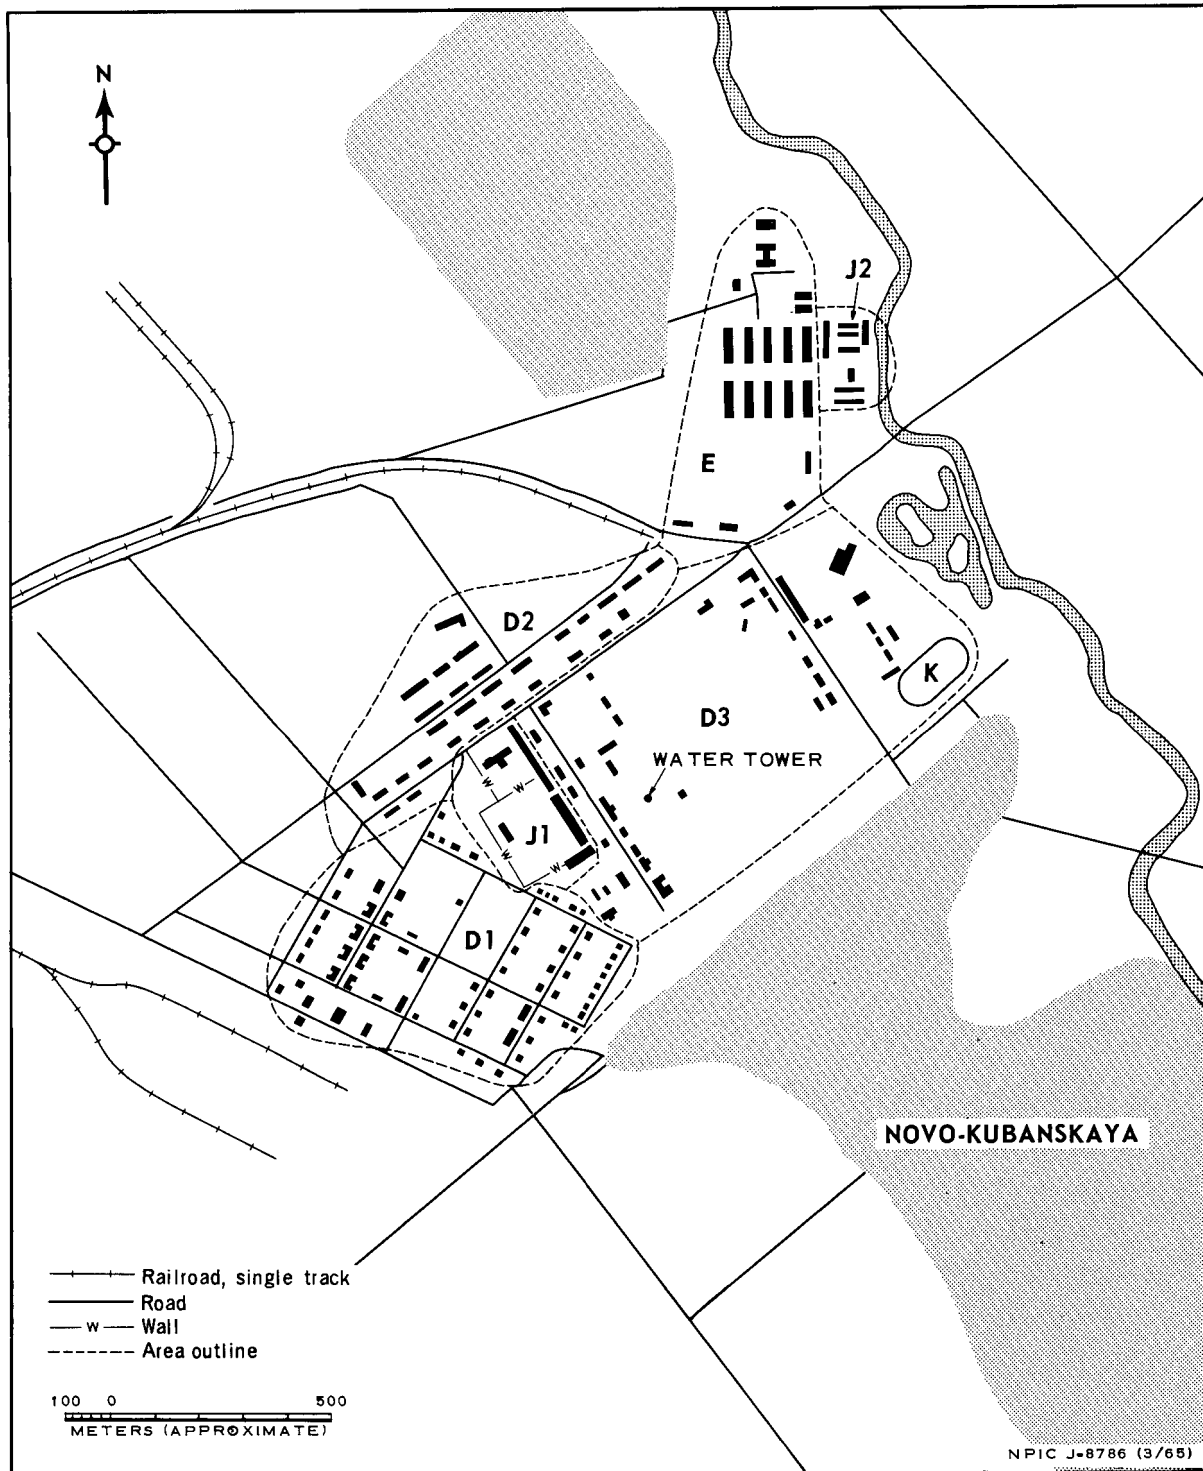 N
J2
E
D2
K
D3
WATER TOWER
J1
D1
NOVO-KUBANSKAYA
Railroad, single track
Road
W Wall
Area outline
100 0 500
METERS (APPROXIMATE)
NPIC J-8786 (3/65)
W
W
W
W